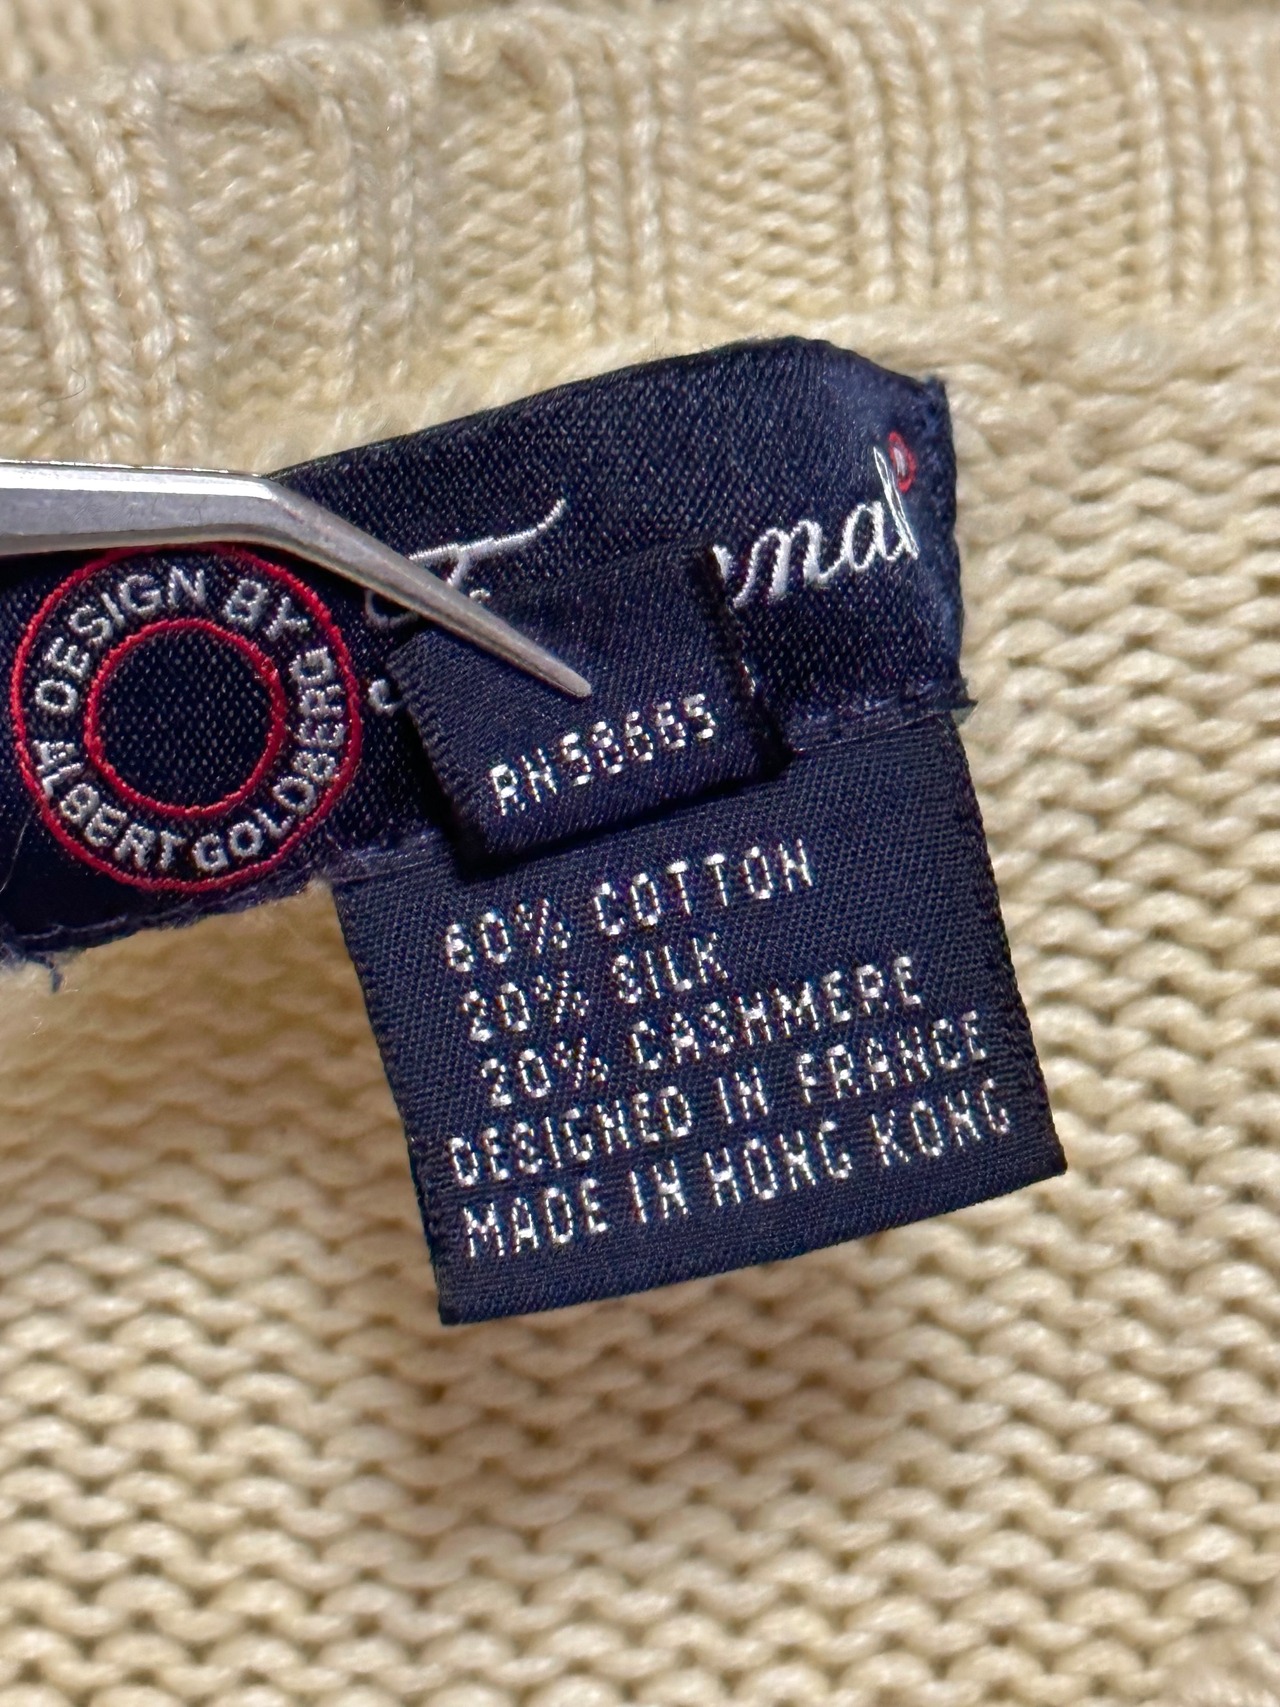 DESIGN BY
ALBERT GOLDBERG
RN58665
60% COTTON
20% SILK
20% CASHMERE
DESIGNED IN FRANCE
MADE IN HONG KONG